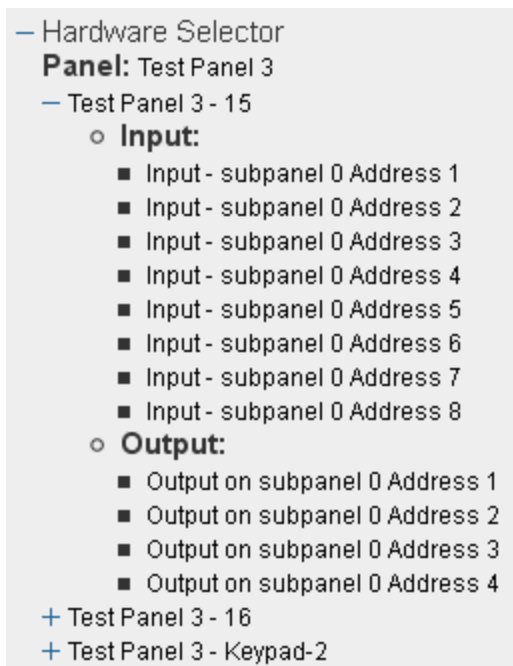 − Hardware Selector
Panel: Test Panel 3
− Test Panel 3 - 15
Input:
Input - subpanel 0 Address 1
Input - subpanel 0 Address 2
Input - subpanel 0 Address 3
Input - subpanel 0 Address 4
Input - subpanel 0 Address 5
Input - subpanel 0 Address 6
Input - subpanel 0 Address 7
Input - subpanel 0 Address 8
Output:
Output on subpanel 0 Address 1
Output on subpanel 0 Address 2
Output on subpanel 0 Address 3
Output on subpanel 0 Address 4
+ Test Panel 3 - 16
+ Test Panel 3 - Keypad-2